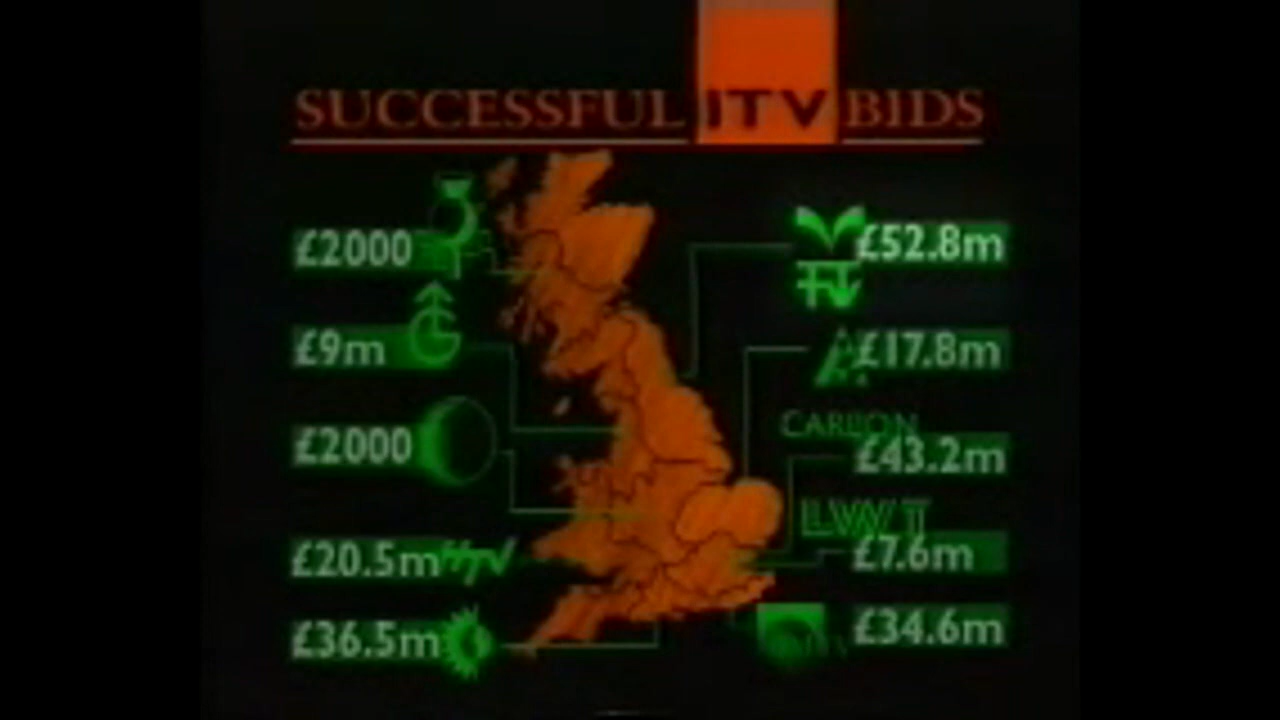 SUCCESSFUL ITV BIDS
£2000
£9m
£2000
£20.5m HTV
£36.5m
£52.8m
£17.8m
CARLTON
£43.2m
LWT
£7.6m
£34.6m